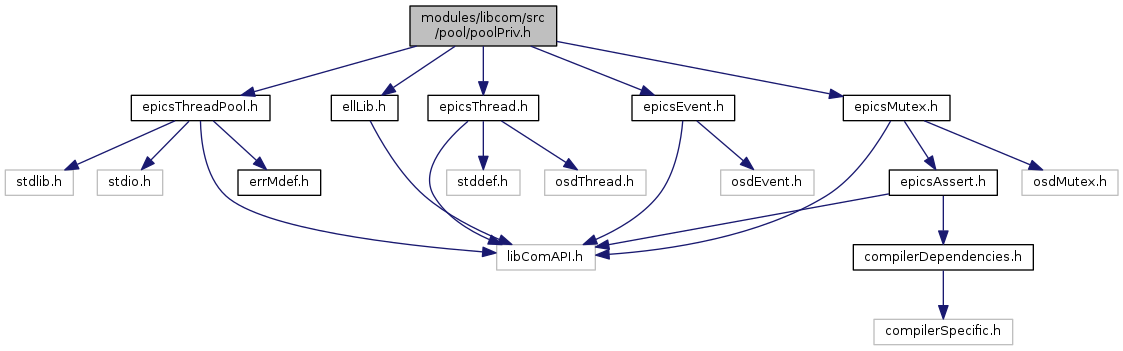 modules/libcom/src
/pool/poolPriv.h
epicsThreadPool.h
ellLib.h
epicsThread.h
epicsEvent.h
epicsMutex.h
stdlib.h
stdio.h
errMdef.h
stddef.h
osdThread.h
osdEvent.h
epicsAssert.h
osdMutex.h
libComAPI.h
compilerDependencies.h
compilerSpecific.h